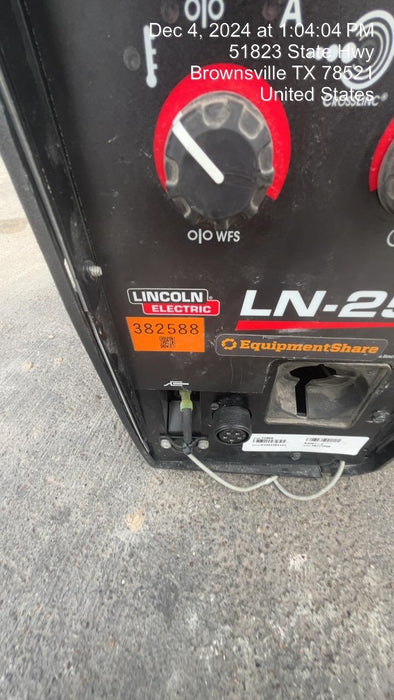 Dec 4, 2024 at 1:04:04 PM
51823 State Hwy
Brownsville TX 78521
United States
A
CROSSLINC®
WFS
LINCOLN®
ELECTRIC
LN-25
382588
EquipmentShare